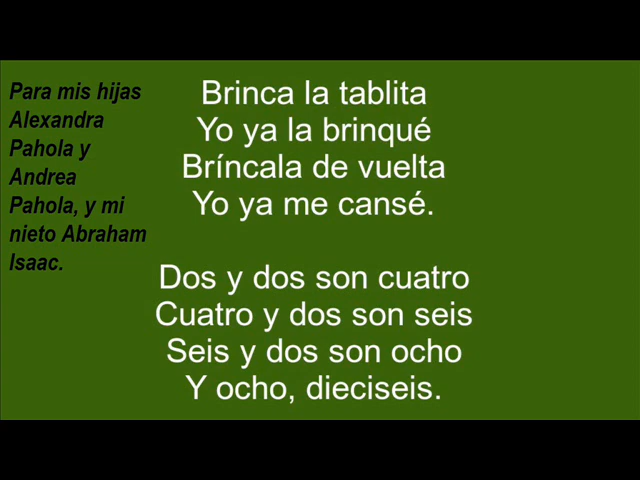 Para mis hijas
Alexandra
Pahola y
Andrea
Pahola, y mi
nieto Abraham
Isaac.
Brinca la tablita
Yo ya la brinqué
Bríncala de vuelta
Yo ya me cansé.
Dos y dos son cuatro
Cuatro y dos son seis
Seis y dos son ocho
Y ocho, dieciseis.